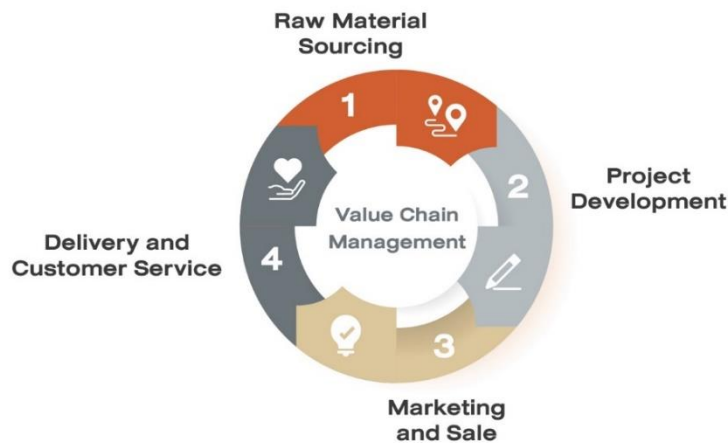 Raw Material
Sourcing
1
2
Project
Development
Value Chain
Management
Delivery and
Customer Service
4
3
Marketing
and Sale